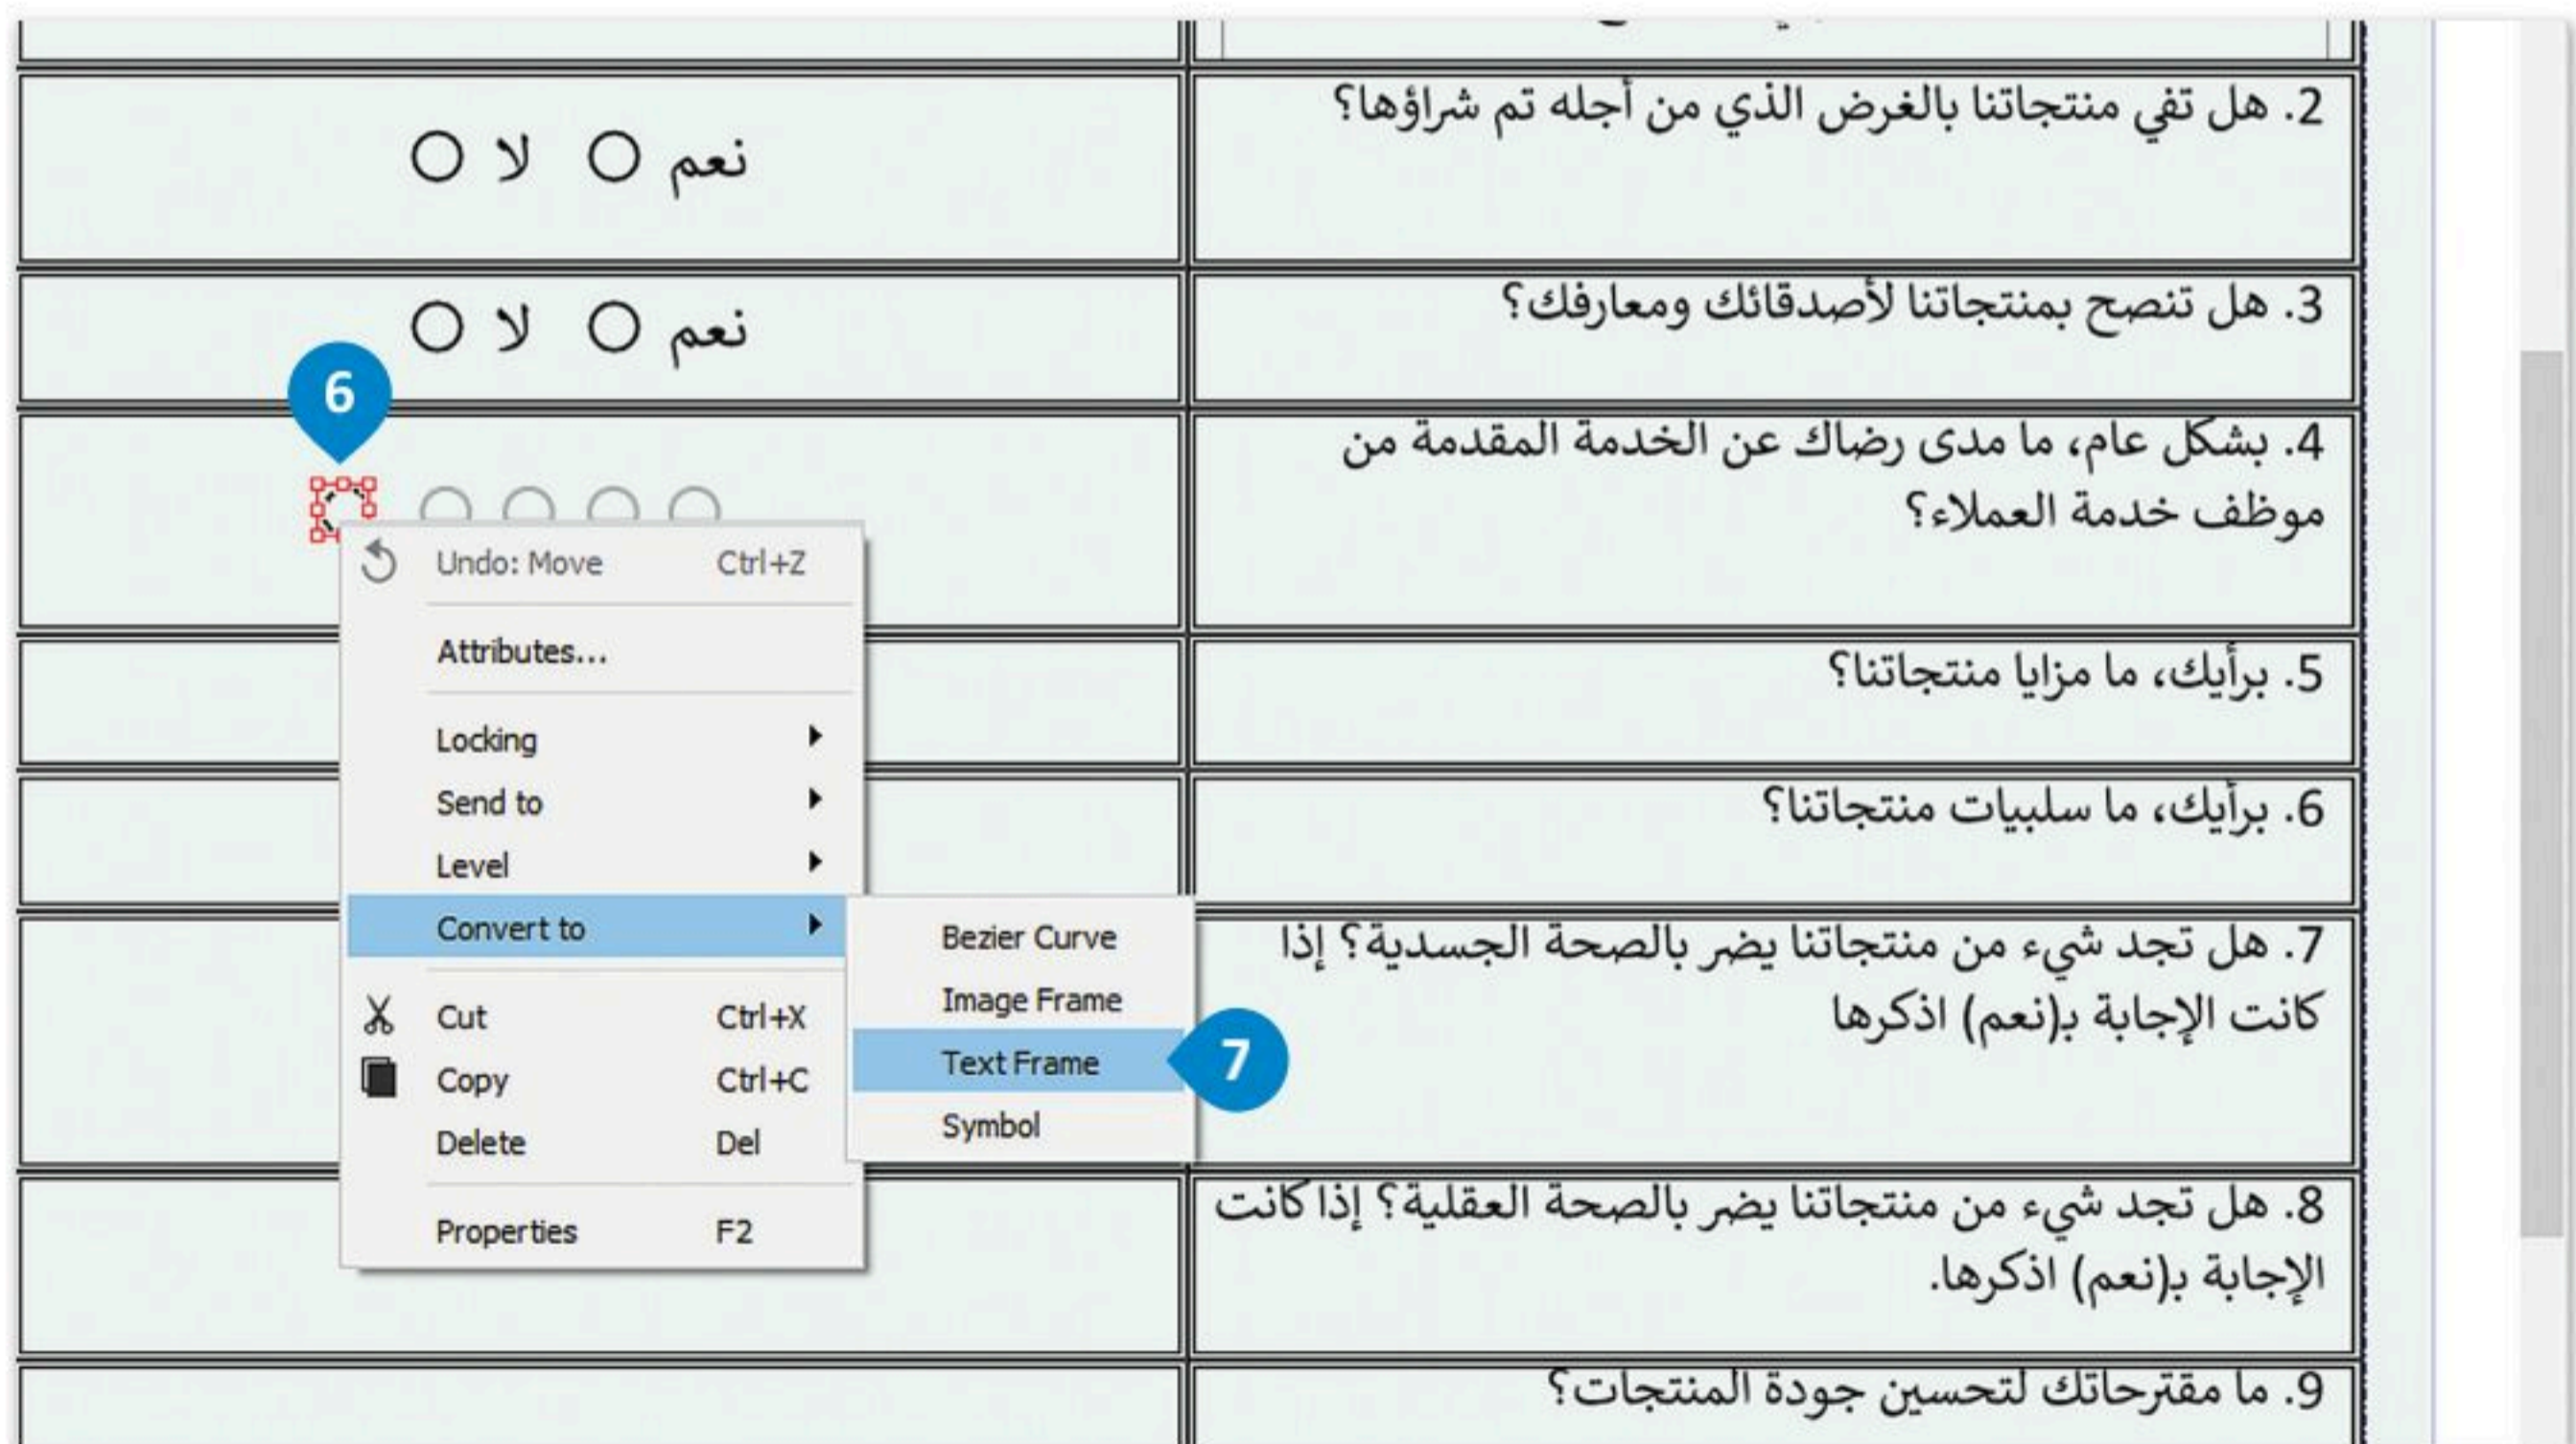 2. هل تفي منتجاتنا بالغرض الذي من أجله تم شراؤها؟
نعم ○ لا ○
3. هل تنصح بمنتجاتنا لأصدقائك ومعارفك؟
نعم ○ لا ○
6
4. بشكل عام، ما مدى رضاك عن الخدمة المقدمة من
موظف خدمة العملاء؟
Undo: Move Ctrl+Z
Attributes...
Locking
Send to
Level
Convert to
Cut Ctrl+X
Copy Ctrl+C
Delete Del
Properties F2
Bezier Curve
Image Frame
Text Frame
Symbol
7
5. برأيك، ما مزايا منتجاتنا؟
6. برأيك، ما سلبيات منتجاتنا؟
7. هل تجد شيء من منتجاتنا يضر بالصحة الجسدية؟ إذا
كانت الإجابة بـ(نعم) اذكرها
8. هل تجد شيء من منتجاتنا يضر بالصحة العقلية؟ إذا كانت
الإجابة بـ(نعم) اذكرها.
9. ما مقترحاتك لتحسين جودة المنتجات؟